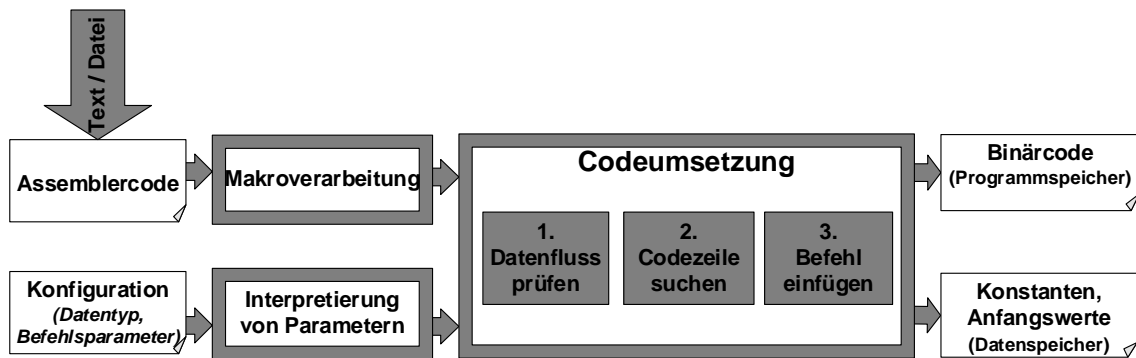 Text / Datei
Assemblercode
Makroverarbeitung
Codeumsetzung
1.
Datenfluss
prüfen
2.
Codezeile
suchen
3.
Befehl
einfügen
Binärcode
(Programmspeicher)
Konfiguration
(Datentyp,
Befehlsparameter)
Interpretierung
von Parametern
Konstanten,
Anfangswerte
(Datenspeicher)